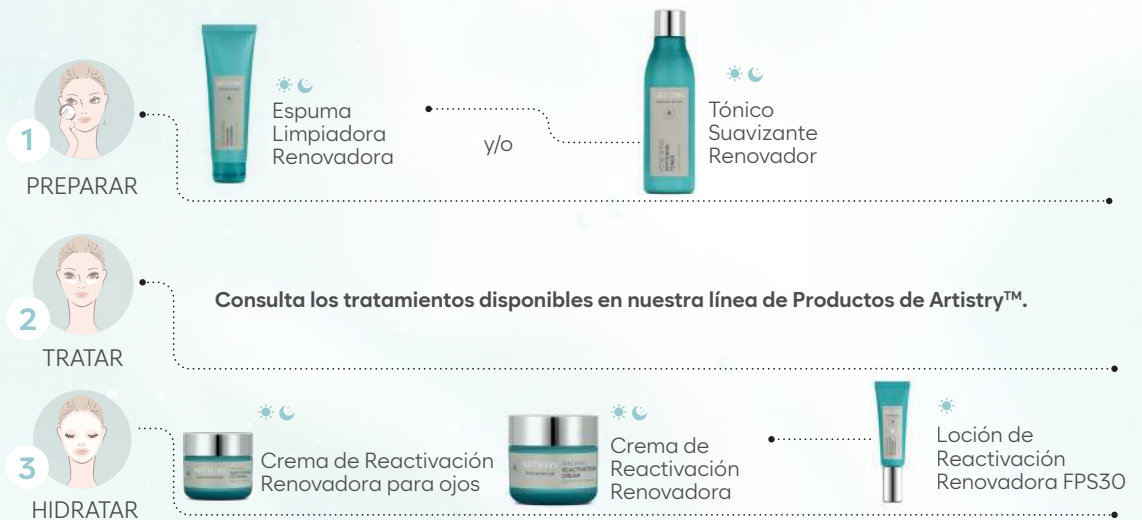 1
PREPARAR
Espuma
Limpiadora
Renovadora
y/o
Tónico
Suavizante
Renovador
2
TRATAR
Consulta los tratamientos disponibles en nuestra línea de Productos de Artistry™.
3
HIDRATAR
Crema de Reactivación
Renovadora para ojos
Crema de
Reactivación
Renovadora
Loción de
Reactivación
Renovadora FPS30